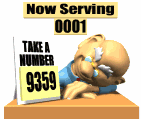 Now Serving
0001
TAKE A
NUMBER
9359